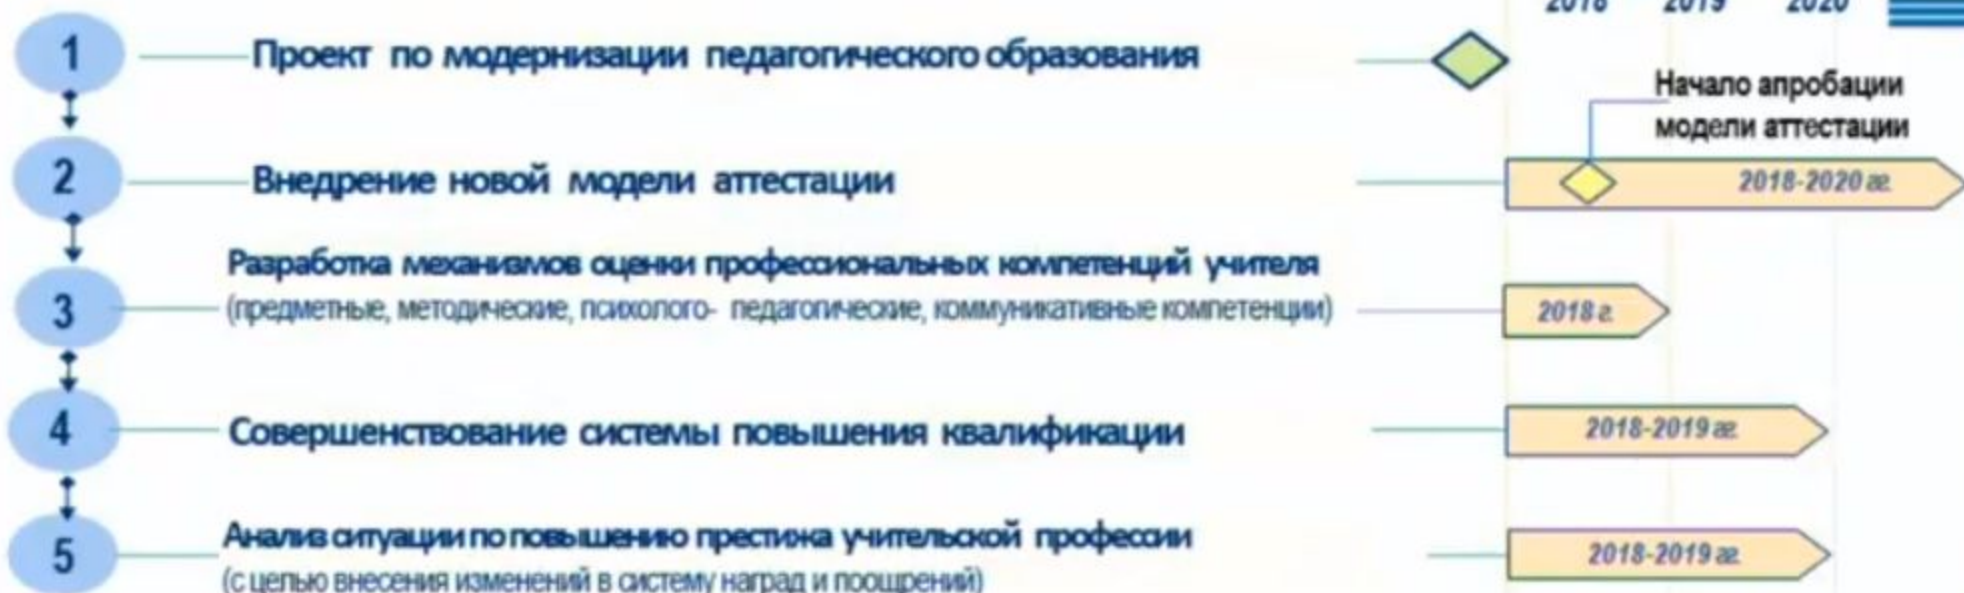 2018 2019 2020
1 Проект по модернизации педагогического образования
Начало апробации
модели аттестации
2 Внедрение новой модели аттестации 2018-2020 гг.
Разработка механизмов оценки профессиональных компетенций учителя
3 (предметные, методические, психолого- педагогические, коммуникативные компетенции) 2018 г.
4 Совершенствование системы повышения квалификации 2018-2019 гг.
Анализ ситуации по повышению престижа учительской профессии
5 2018-2019 гг.
(с целью внесения изменений в систему наград и поощрений)